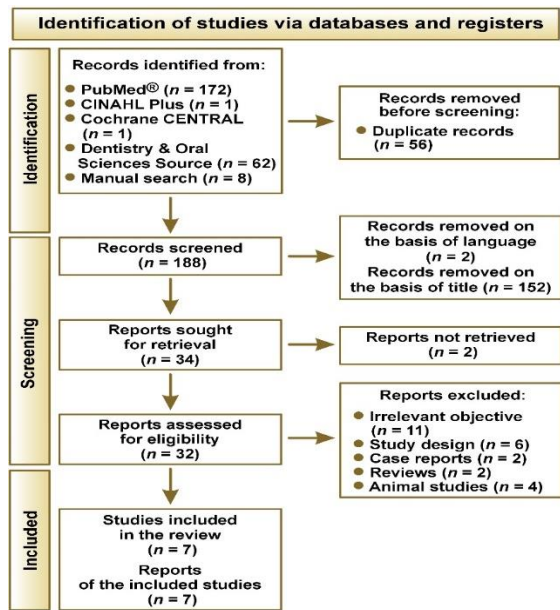 Identification of studies via databases and registers
Identification
Records identified from:
PubMed® (n = 172)
CINAHL Plus (n = 1)
Cochrane CENTRAL
(n = 1)
Dentistry & Oral
Sciences Source (n = 62)
Manual search (n = 8)
Records removed
before screening:
Duplicate records
(n = 56)
Screening
Records screened
(n = 188)
Records removed on
the basis of language
(n = 2)
Records removed on
the basis of title (n = 152)
Reports sought
for retrieval
(n = 34)
Reports not retrieved
(n = 2)
Reports assessed
for eligibility
(n = 32)
Reports excluded:
Irrelevant objective
(n = 11)
Study design (n = 6)
Case reports (n = 2)
Reviews (n = 2)
Animal studies (n = 4)
Included
Studies included
in the review
(n = 7)
Reports
of the included studies
(n = 7)